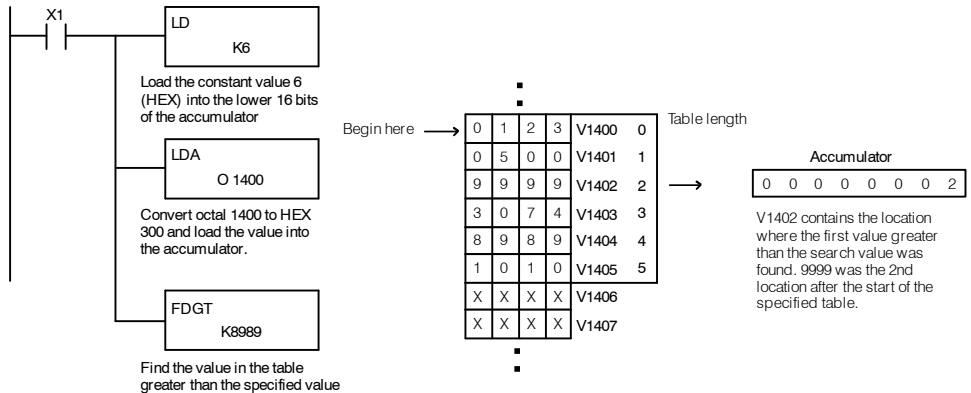 X1
LD
K6
Load the constant value 6
(HEX) into the lower 16 bits
of the accumulator
LDA
O 1400
Convert octal 1400 to HEX
300 and load the value into
the accumulator.
FDGT
K8989
Find the value in the table
greater than the specified value
Begin here
Table length
0 1 2 3 V1400 0
0 5 0 0 V1401 1
9 9 9 9 V1402 2
3 0 7 4 V1403 3
8 9 8 9 V1404 4
1 0 1 0 V1405 5
X X X X V1406
X X X X V1407
Accumulator
0 0 0 0 0 0 0 2
V1402 contains the location
where the first value greater
than the search value was
found. 9999 was the 2nd
location after the start of the
specified table.